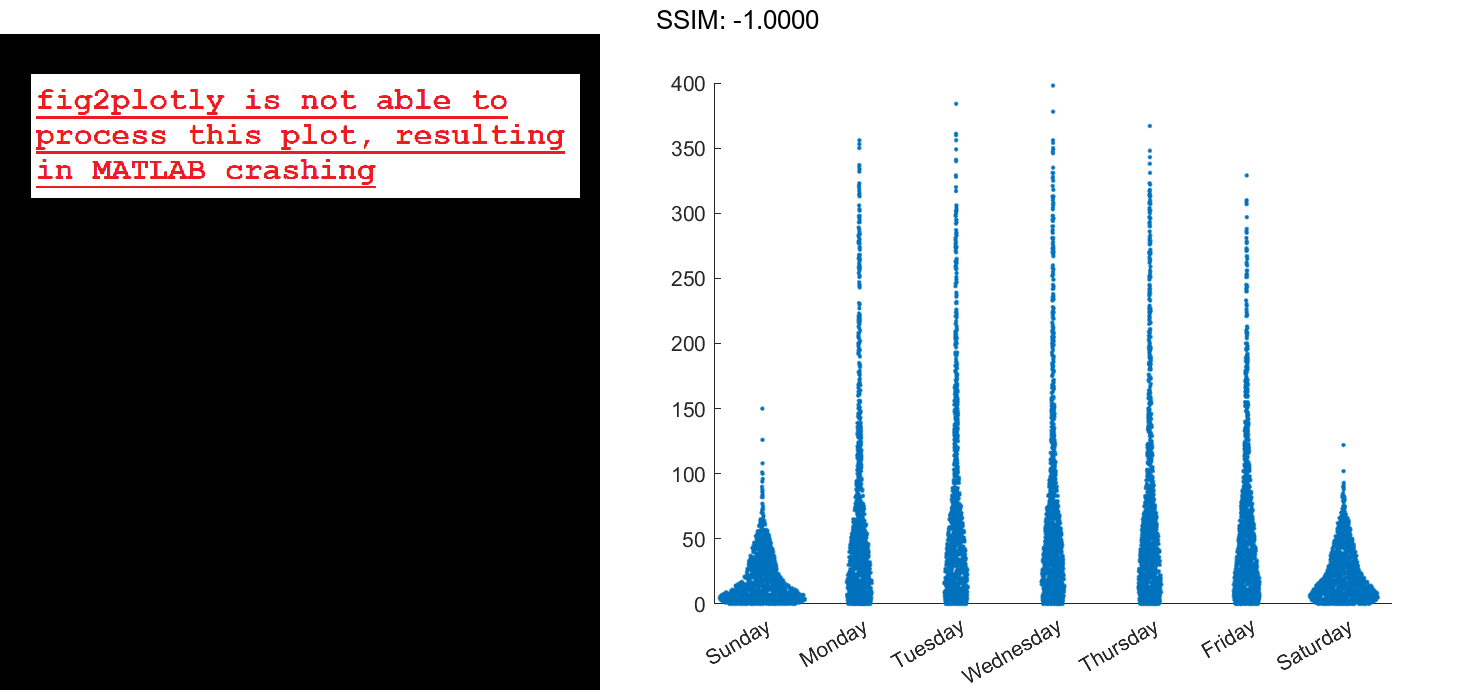 SSIM: -1.0000
fig2plotly is not able to
process this plot, resulting
in MATLAB crashing
400
350
300
250
200
150
100
50
0
Sunday
Monday
Tuesday
Wednesday
Thursday
Friday
Saturday